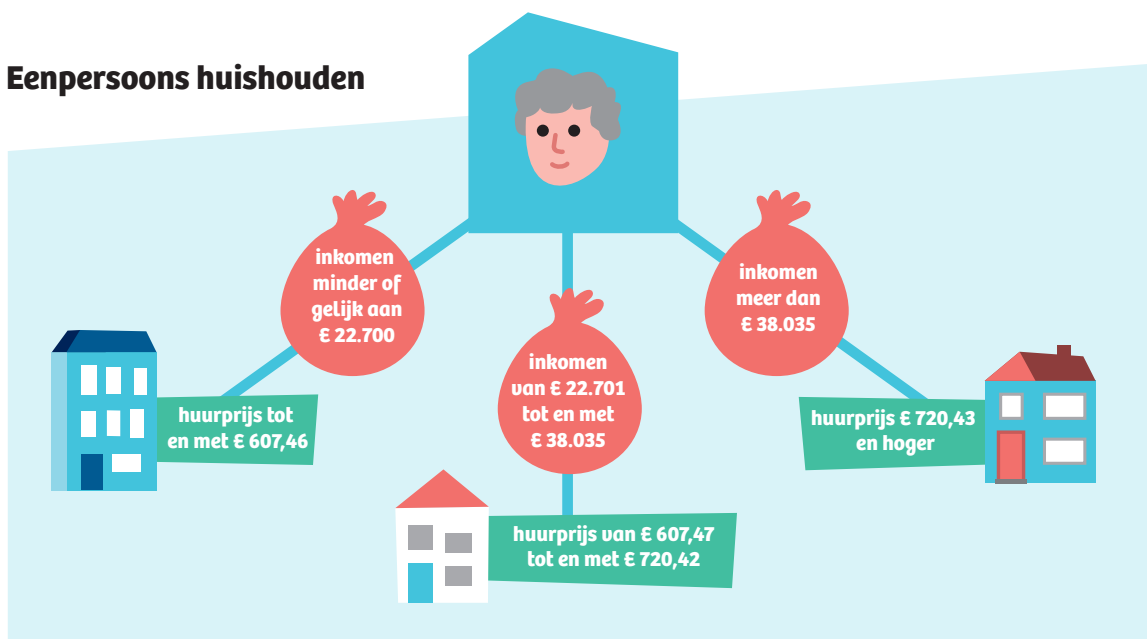 Eenpersoons huishouden
inkomen
minder of
gelijk aan
€ 22.700
huurprijs tot
en met € 607,46
inkomen
van € 22.701
tot en met
€ 38.035
huurprijs van € 607,47
tot en met € 720,42
inkomen
meer dan
€ 38.035
huurprijs € 720,43
en hoger